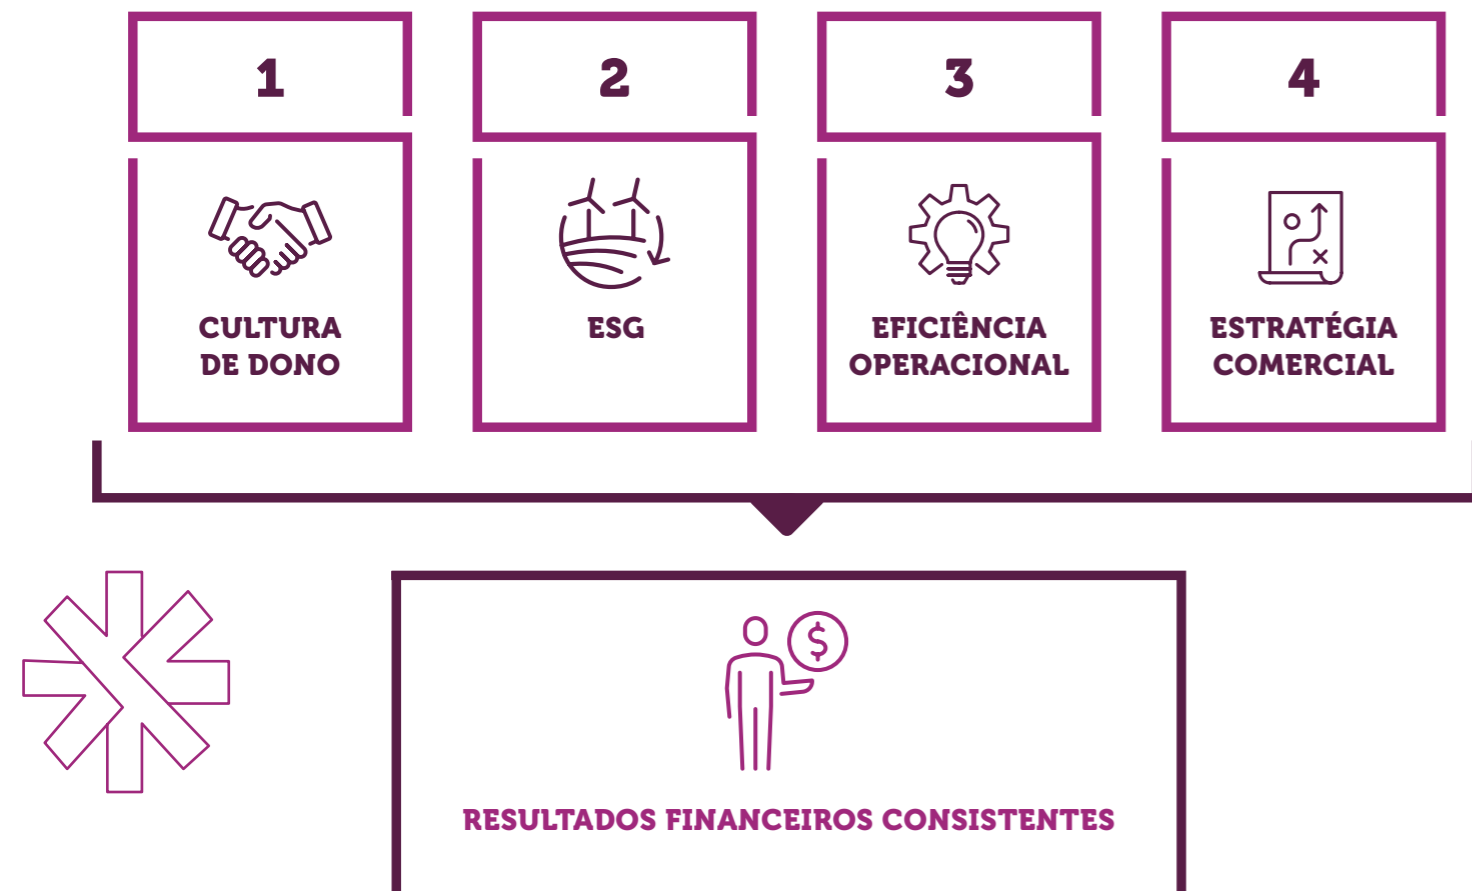 1
2
3
4
CULTURA
DE DONO
ESG
EFICIÊNCIA
OPERACIONAL
ESTRATÉGIA
COMERCIAL
$
RESULTADOS FINANCEIROS CONSISTENTES